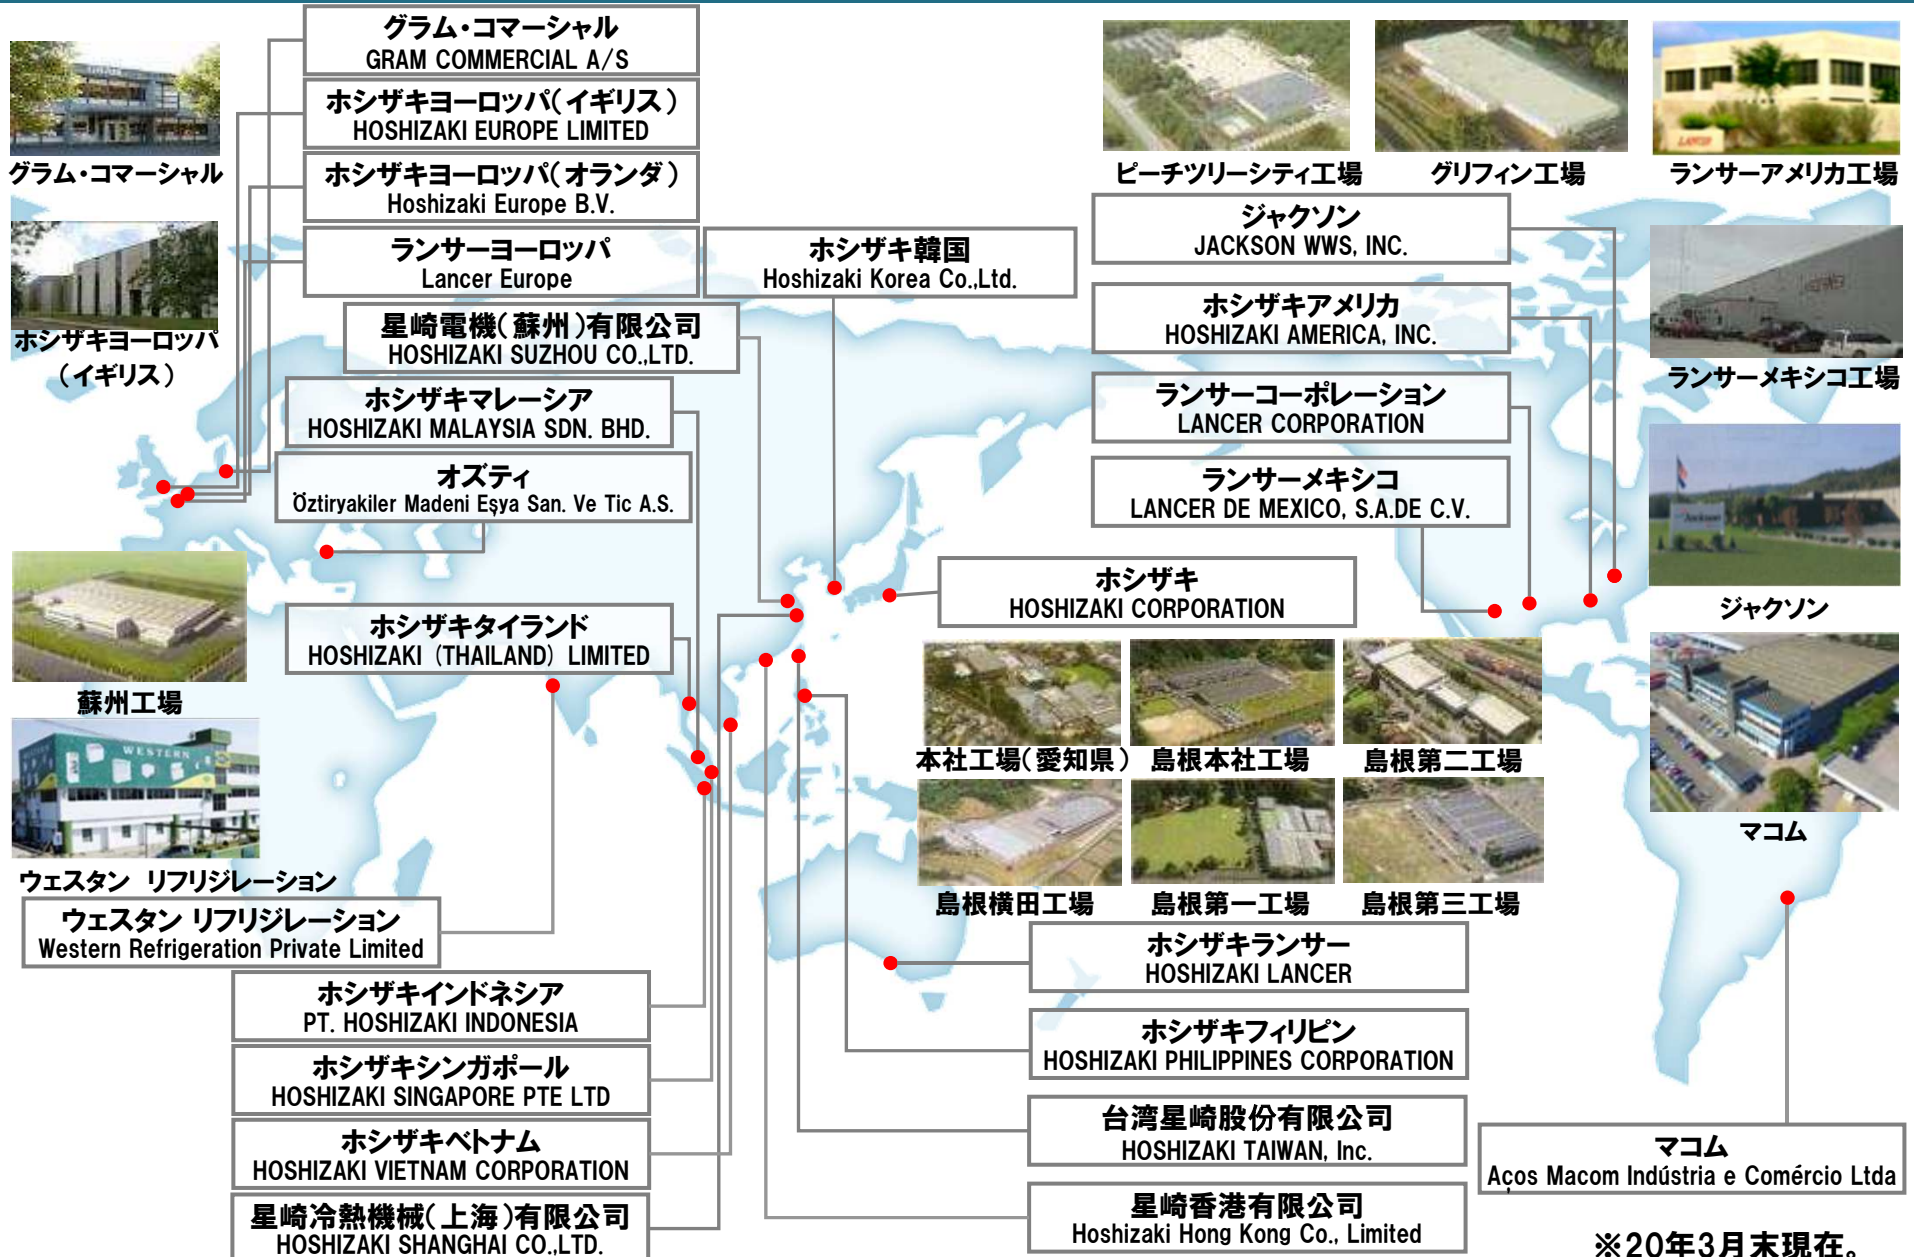 グラム・コマーシャル
GRAM COMMERCIAL A/S
ホシザキヨーロッパ(イギリス)
HOSHIZAKI EUROPE LIMITED
ホシザキヨーロッパ(オランダ)
Hoshizaki Europe B.V.
ランサーヨーロッパ
Lancer Europe
グラム・コマーシャル
ホシザキヨーロッパ
(イギリス)
ホシザキ韓国
Hoshizaki Korea Co.,Ltd.
星崎電機(蘇州)有限公司
HOSHIZAKI SUZHOU CO.,LTD.
ホシザキマレーシア
HOSHIZAKI MALAYSIA SDN. BHD.
オズティ
Öztiryakiler Madeni Eşya San. Ve Tic A.S.
ピーチツリーシティ工場
グリフィン工場
ランサーアメリカ工場
LANCER
ジャクソン
JACKSON WWS, INC.
ホシザキアメリカ
HOSHIZAKI AMERICA, INC.
ランサーコーポレーション
LANCER CORPORATION
ランサーメキシコ
LANCER DE MEXICO, S.A.DE C.V.
ランサーメキシコ工場
Jackson
ジャクソン
マコム
蘇州工場
ホシザキタイランド
HOSHIZAKI (THAILAND) LIMITED
ホシザキ
HOSHIZAKI CORPORATION
本社工場(愛知県)
島根本社工場
島根第二工場
島根横田工場
島根第一工場
島根第三工場
WESTERN
ウェスタン リフリジレーション
ウェスタン リフリジレーション
Western Refrigeration Private Limited
ホシザキインドネシア
PT. HOSHIZAKI INDONESIA
ホシザキシンガポール
HOSHIZAKI SINGAPORE PTE LTD
ホシザキベトナム
HOSHIZAKI VIETNAM CORPORATION
星崎冷熱機械(上海)有限公司
HOSHIZAKI SHANGHAI CO.,LTD.
ホシザキランサー
HOSHIZAKI LANCER
ホシザキフィリピン
HOSHIZAKI PHILIPPINES CORPORATION
台湾星崎股份有限公司
HOSHIZAKI TAIWAN, Inc.
星崎香港有限公司
Hoshizaki Hong Kong Co., Limited
マコム
Aços Macom Indústria e Comércio Ltda
※20年3月末現在。